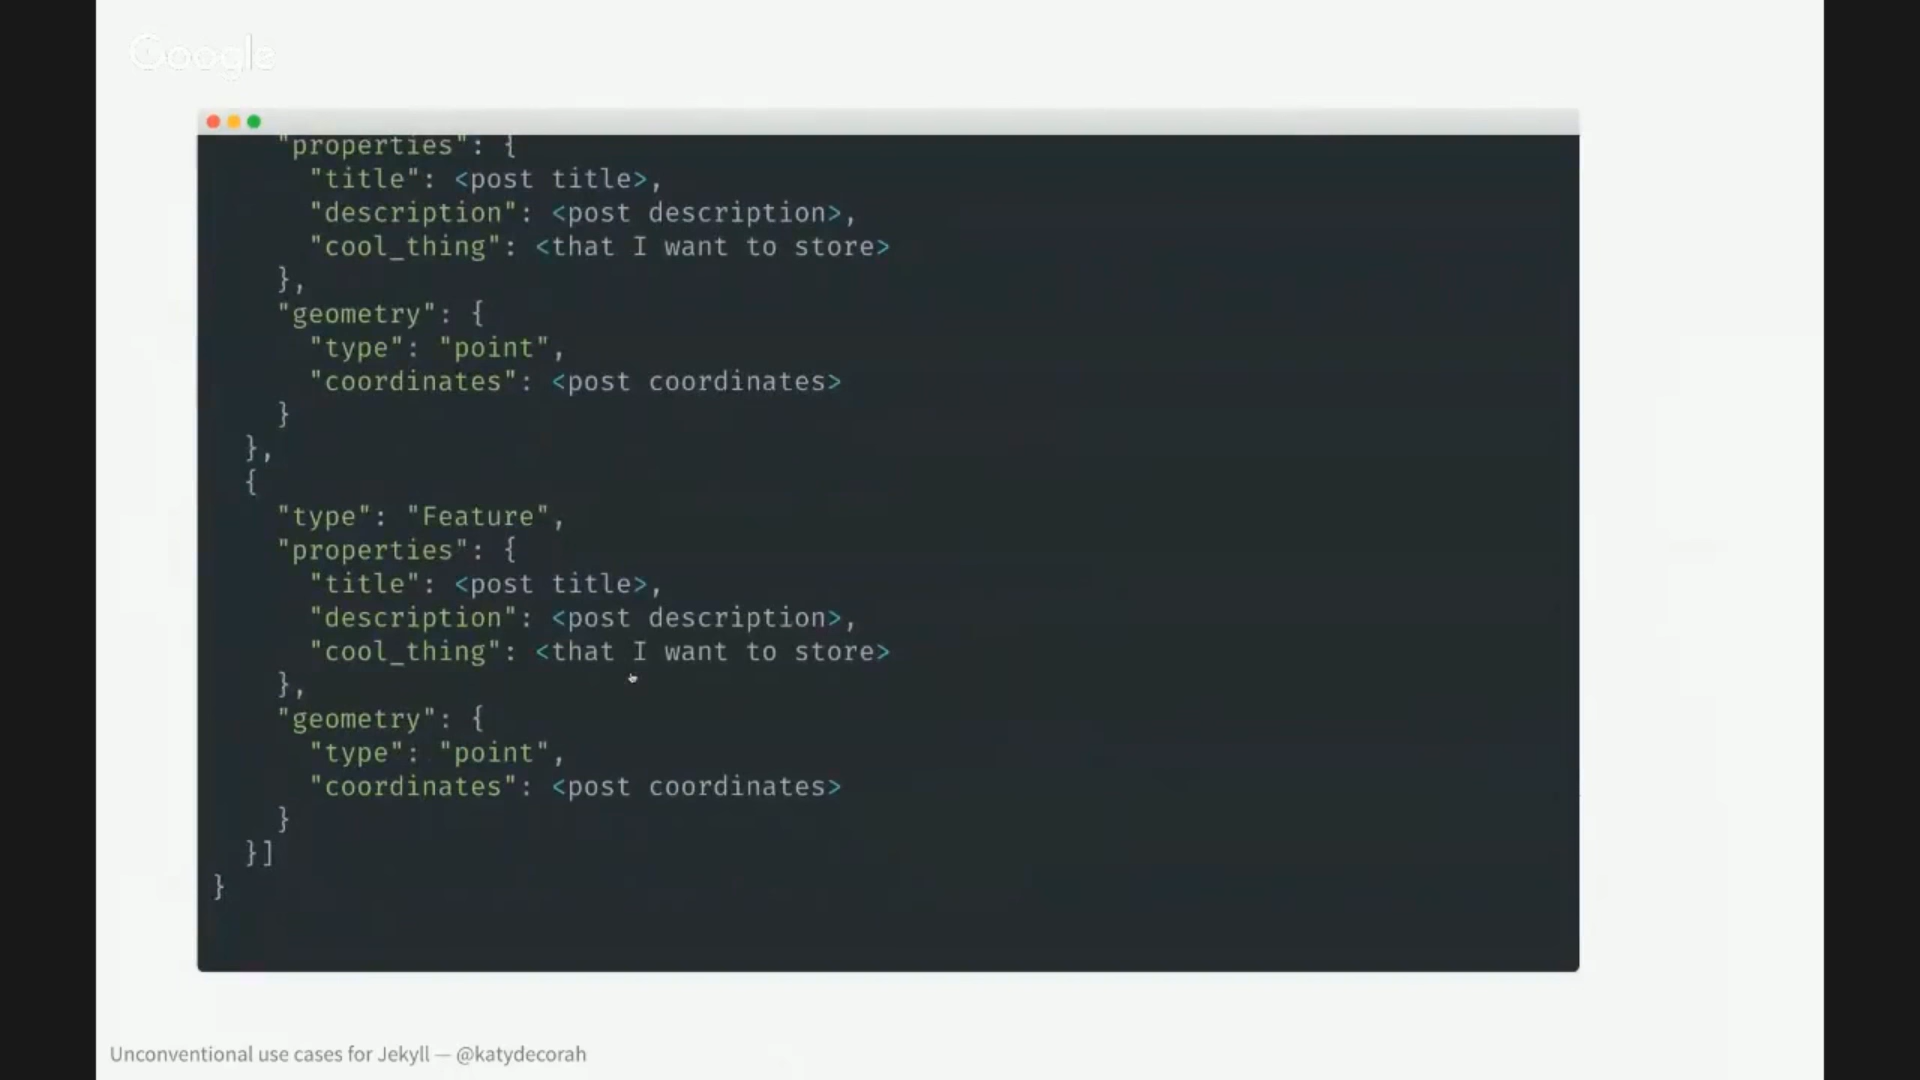 Google
"properties": {
"title": <post title>,
"description": <post description>,
"cool_thing": <that I want to store>
},
"geometry": {
"type": "point",
"coordinates": <post coordinates>
}
},
{
"type": "Feature",
"properties": {
"title": <post title>,
"description": <post description>,
"cool_thing": <that I want to store>
},
"geometry": {
"type": "point",
"coordinates": <post coordinates>
}
}]
}
Unconventional use cases for Jekyll — @katydecorah